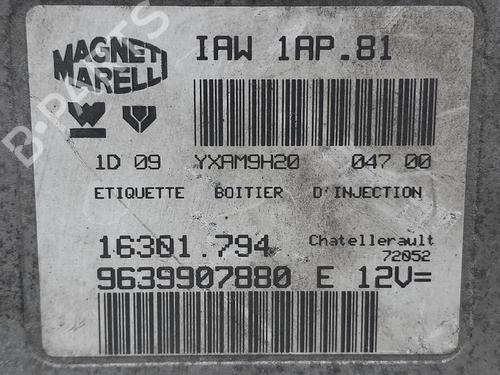 MAGNETI MARELLI
IAW 1AP.81
1D 09 YXAM9H20 047 00
ETIQUETTE BOITIER D'INJECTION
16301.794 Chatellerault
72052
9639907880 E 12V=
B-PARTS